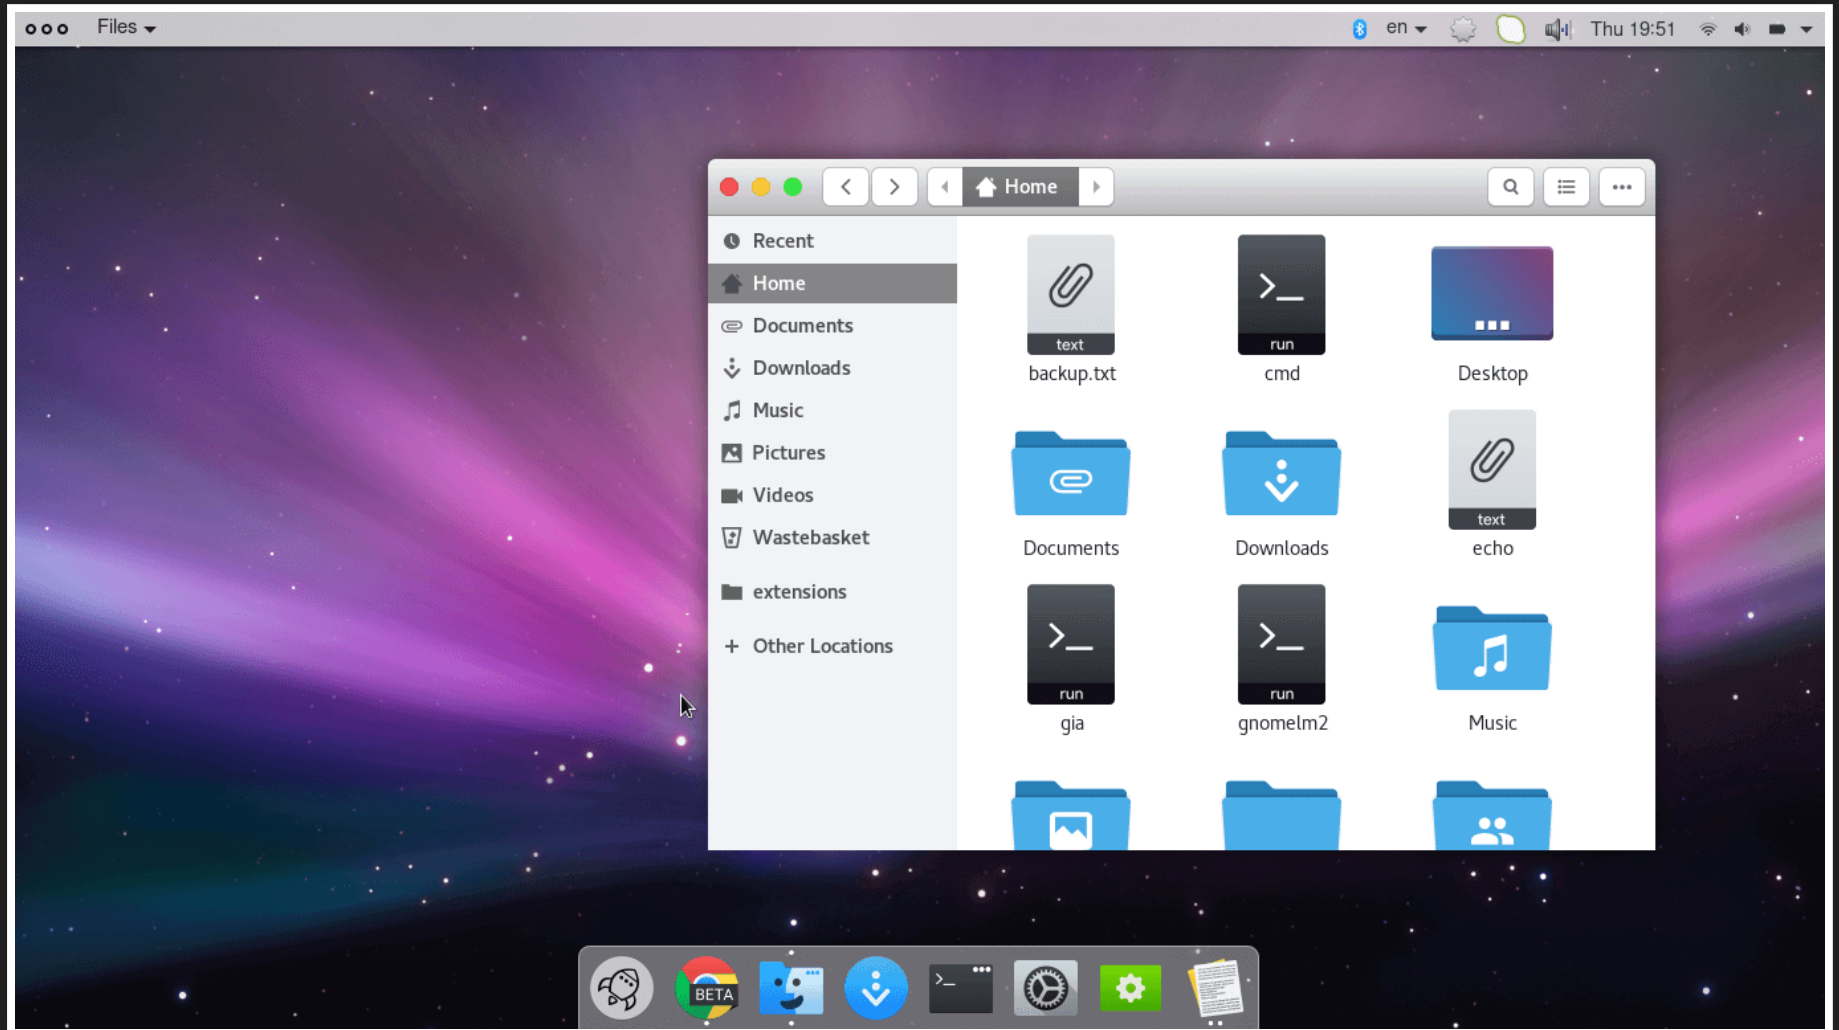 Files
en
Thu 19:51
Home
Recent
Home
Documents
Downloads
Music
Pictures
Videos
Wastebasket
extensions
Other Locations
text
run
backup.txt
cmd
Desktop
text
Documents
Downloads
echo
run
run
gia
gnomelm2
Music
BETA